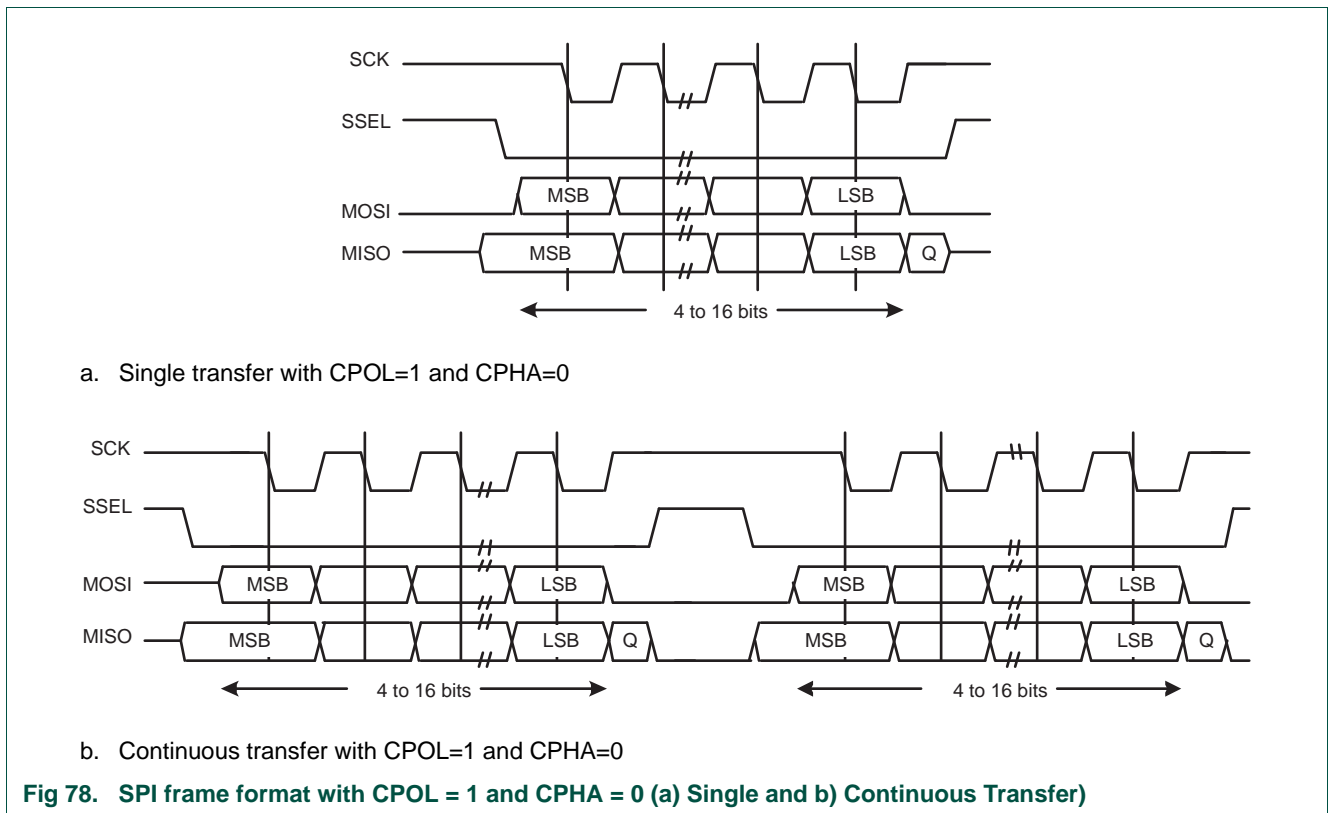 SCK
SSEL
MOSI MSB LSB
MISO MSB LSB Q
4 to 16 bits
a. Single transfer with CPOL=1 and CPHA=0
SCK
SSEL
MOSI MSB LSB MSB LSB
MISO MSB LSB Q MSB LSB Q
4 to 16 bits 4 to 16 bits
b. Continuous transfer with CPOL=1 and CPHA=0
Fig 78. SPI frame format with CPOL = 1 and CPHA = 0 (a) Single and b) Continuous Transfer)